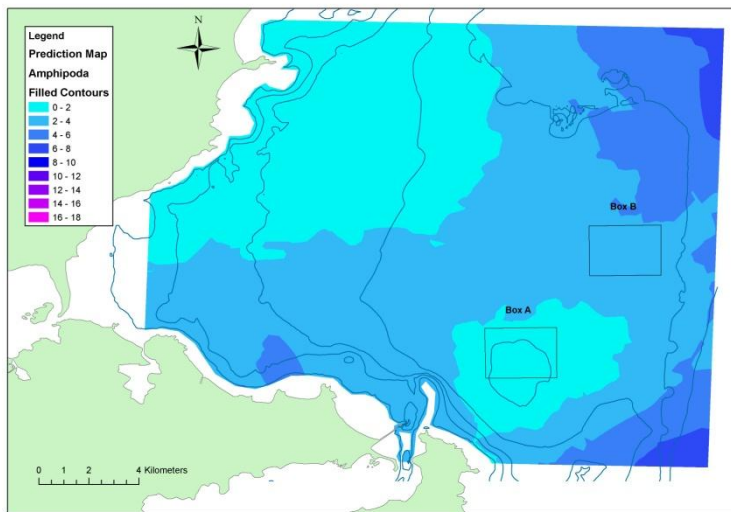 N
Legend
Prediction Map
Amphipoda
Filled Contours
0 - 2
2 - 4
4 - 6
6 - 8
8 - 10
10 - 12
12 - 14
14 - 16
16 - 18
Box B
Box A
0 1 2 4 Kilometers